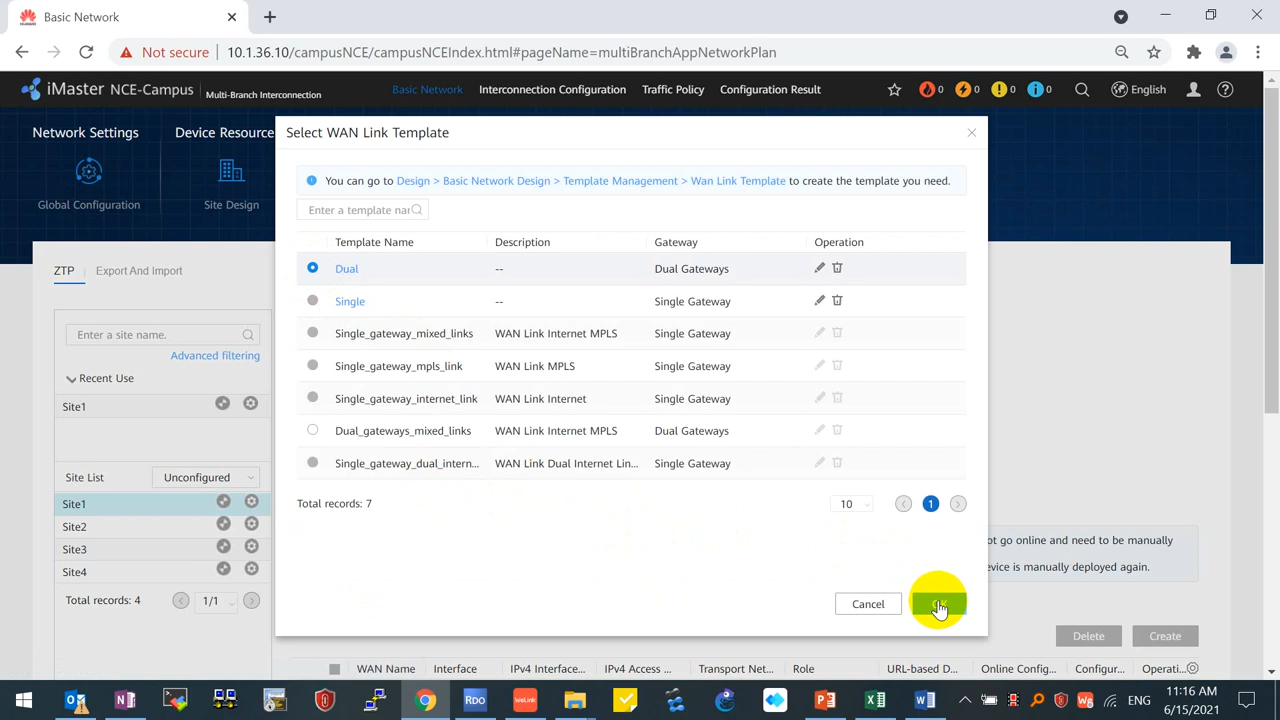 Basic Network
Not secure
10.1.36.10/campusNCE/campusNCEIndex.html#pageName=multiBranchAppNetworkPlan
iMaster NCE-Campus
Multi-Branch Interconnection
Basic Network
Interconnection Configuration
Traffic Policy
Configuration Result
0
0
0
0
English
Network Settings
Device Resource
Global Configuration
Site Design
Select WAN Link Template
You can go to Design > Basic Network Design > Template Management > Wan Link Template to create the template you need.
Enter a template nar
Template Name Description Gateway Operation
Dual -- Dual Gateways
Single -- Single Gateway
Single_gateway_mixed_links WAN Link Internet MPLS Single Gateway
Single_gateway_mpls_link WAN Link MPLS Single Gateway
Single_gateway_internet_link WAN Link Internet Single Gateway
Dual_gateways_mixed_links WAN Link Internet MPLS Dual Gateways
Single_gateway_dual_intern... WAN Link Dual Internet Lin... Single Gateway
Total records: 7
10
1
Cancel
ZTP
Export And Import
Enter a site name.
Advanced filtering
Recent Use
Site1
Site List
Unconfigured
Site1
Site2
Site3
Site4
Total records: 4
1/1
ot go online and need to be manually
evice is manually deployed again.
Delete
Create
WAN Name Interface IPv4 Interface... IPv4 Access ... Transport Net... Role URL-based D... Online Config... Configur... Operati...
RDO
WeLink
ENG
11:16 AM
6/15/2021